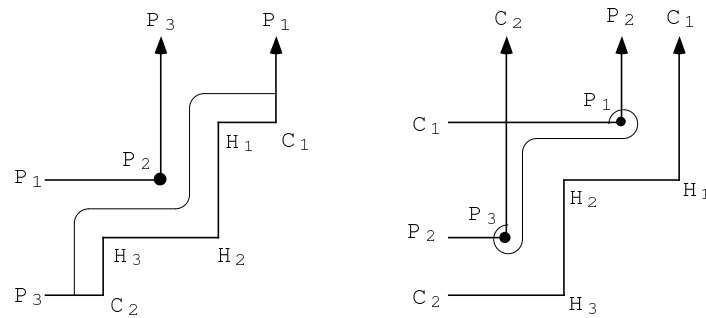 P3 P1
P2
H1 C1
P1
H3 H2
P3 C2
C2 P2 C1
P1
C1
H2 H1
P3
P2
C2 H3